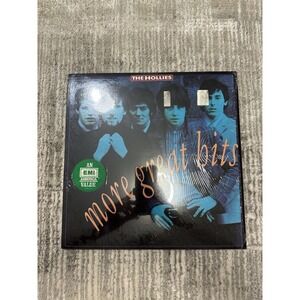 THE HOLLIES
more great hits
AN
EMI
VALUE